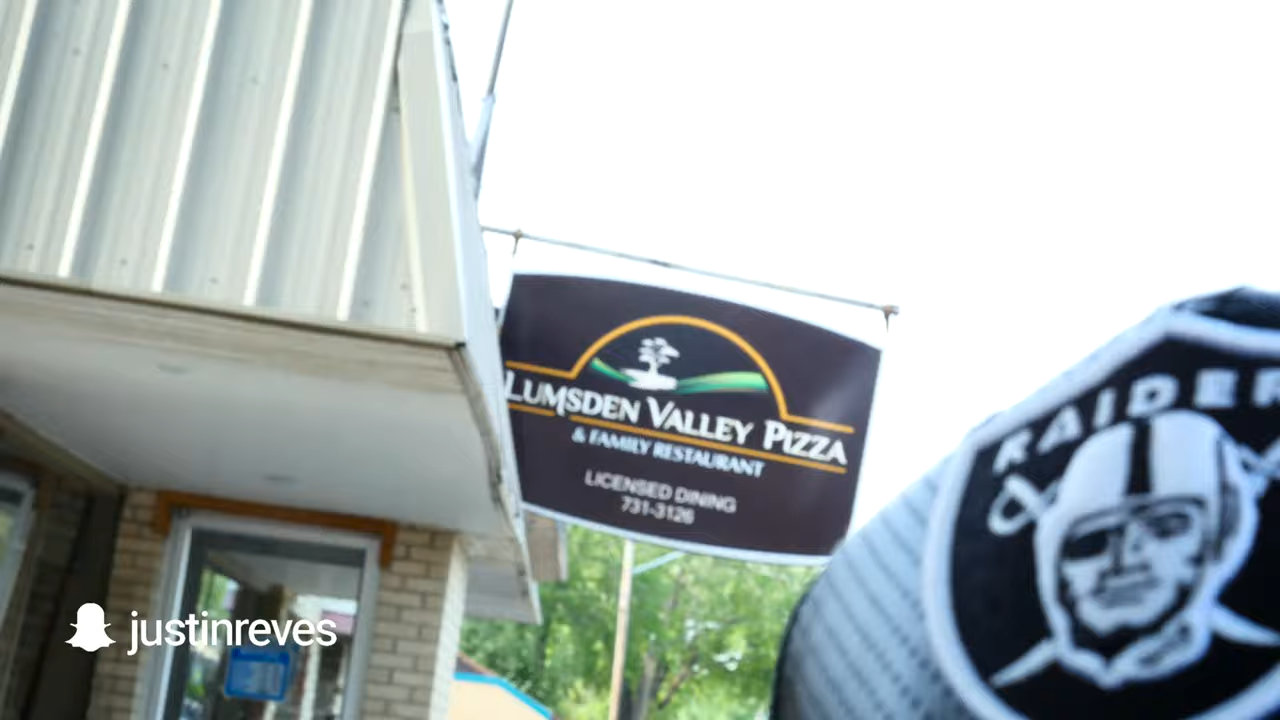 LUMSDEN VALLEY PIZZA
& FAMILY RESTAURANT
LICENSED DINING
731-3126
RAIDER
justinreves